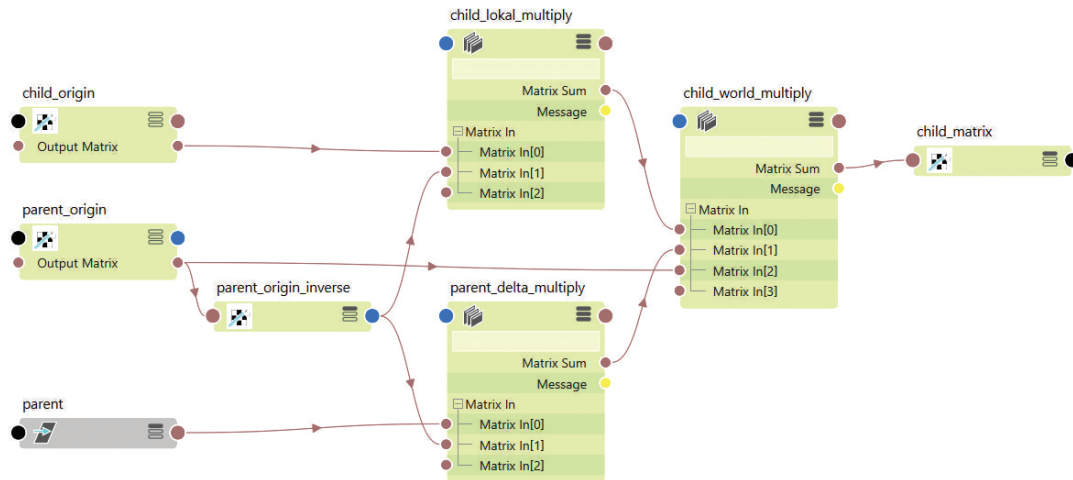 child_lokal_multiply
Matrix Sum
Message
Matrix In
Matrix In[0]
Matrix In[1]
Matrix In[2]
child_origin
Output Matrix
parent_origin
Output Matrix
parent_origin_inverse
parent
parent_delta_multiply
Matrix Sum
Message
Matrix In
Matrix In[0]
Matrix In[1]
Matrix In[2]
child_world_multiply
Matrix Sum
Message
Matrix In
Matrix In[0]
Matrix In[1]
Matrix In[2]
Matrix In[3]
child_matrix